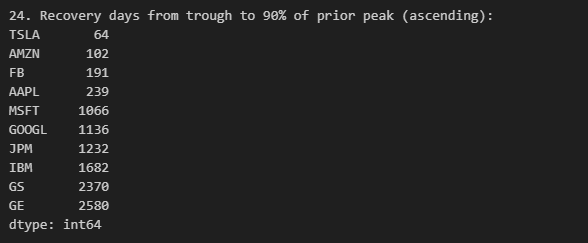 24. Recovery days from trough to 90% of prior peak (ascending):
TSLA 64
AMZN 102
FB 191
AAPL 239
MSFT 1066
GOOGL 1136
JPM 1232
IBM 1682
GS 2370
GE 2580
dtype: int64